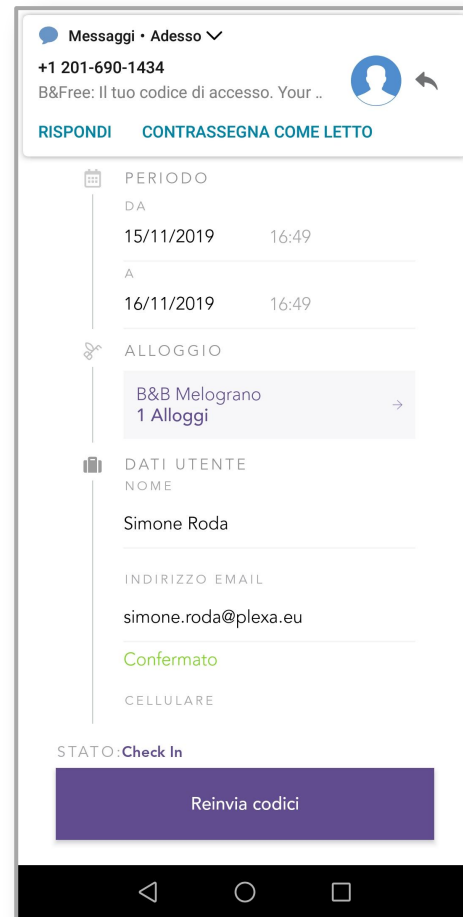 Messaggi • Adesso
+1 201-690-1434
B&Free: Il tuo codice di accesso. Your ..
RISPONDI CONTRASSEGNA COME LETTO
PERIODO
DA
15/11/2019 16:49
A
16/11/2019 16:49
ALLOGGIO
B&B Melograno
1 Alloggi
DATI UTENTE
NOME
Simone Roda
INDIRIZZO EMAIL
simone.roda@plexa.eu
Confermato
CELLULARE
STATO:Check In
Reinvia codici